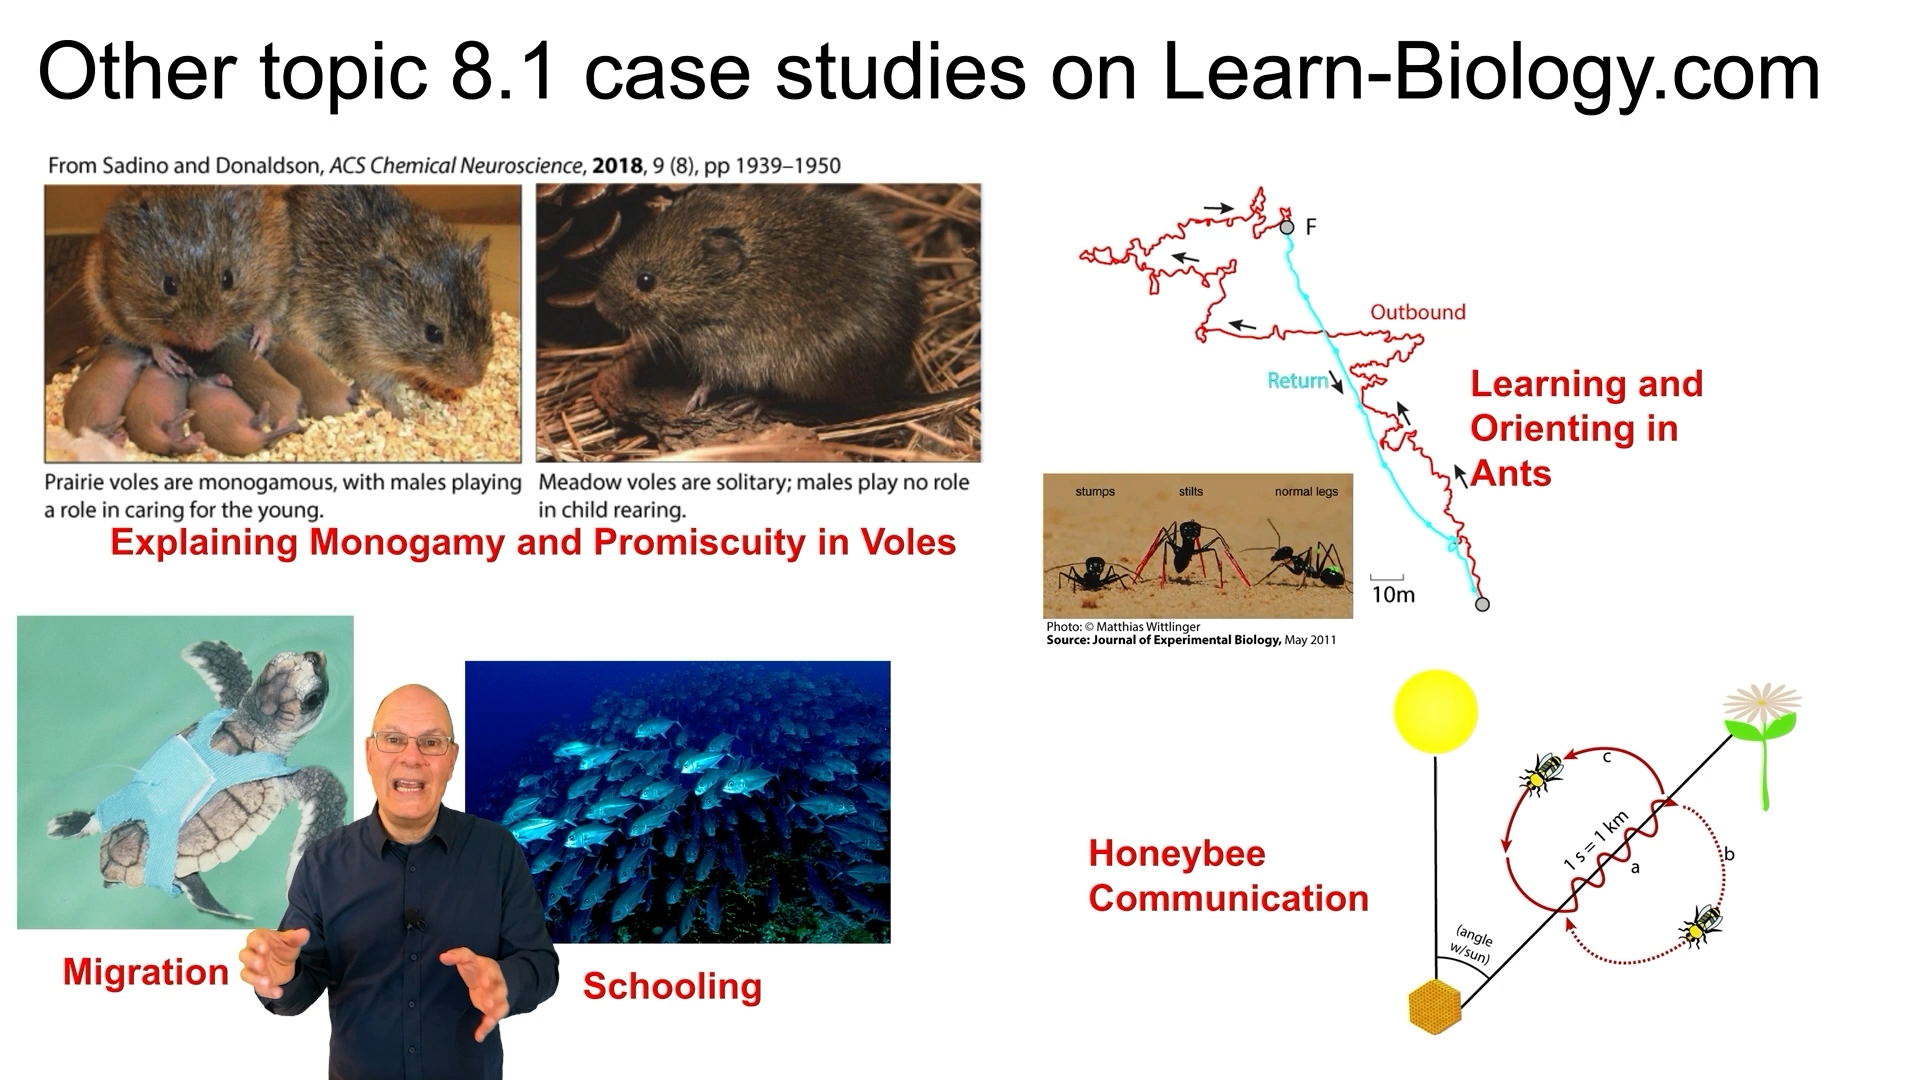 Other topic 8.1 case studies on Learn-Biology.com
From Sadino and Donaldson, ACS Chemical Neuroscience, 2018, 9 (8), pp 1939–1950
Prairie voles are monogamous, with males playing
a role in caring for the young.
Meadow voles are solitary; males play no role
in child rearing.
Explaining Monogamy and Promiscuity in Voles
F
Outbound
Return
Learning and
Orienting in
Ants
stumps
stilts
normal legs
10m
Photo: © Matthias Wittlinger
Source: Journal of Experimental Biology, May 2011
Migration
Schooling
Honeybee
Communication
c
1 s = 1 km
a
b
(angle
w/sun)